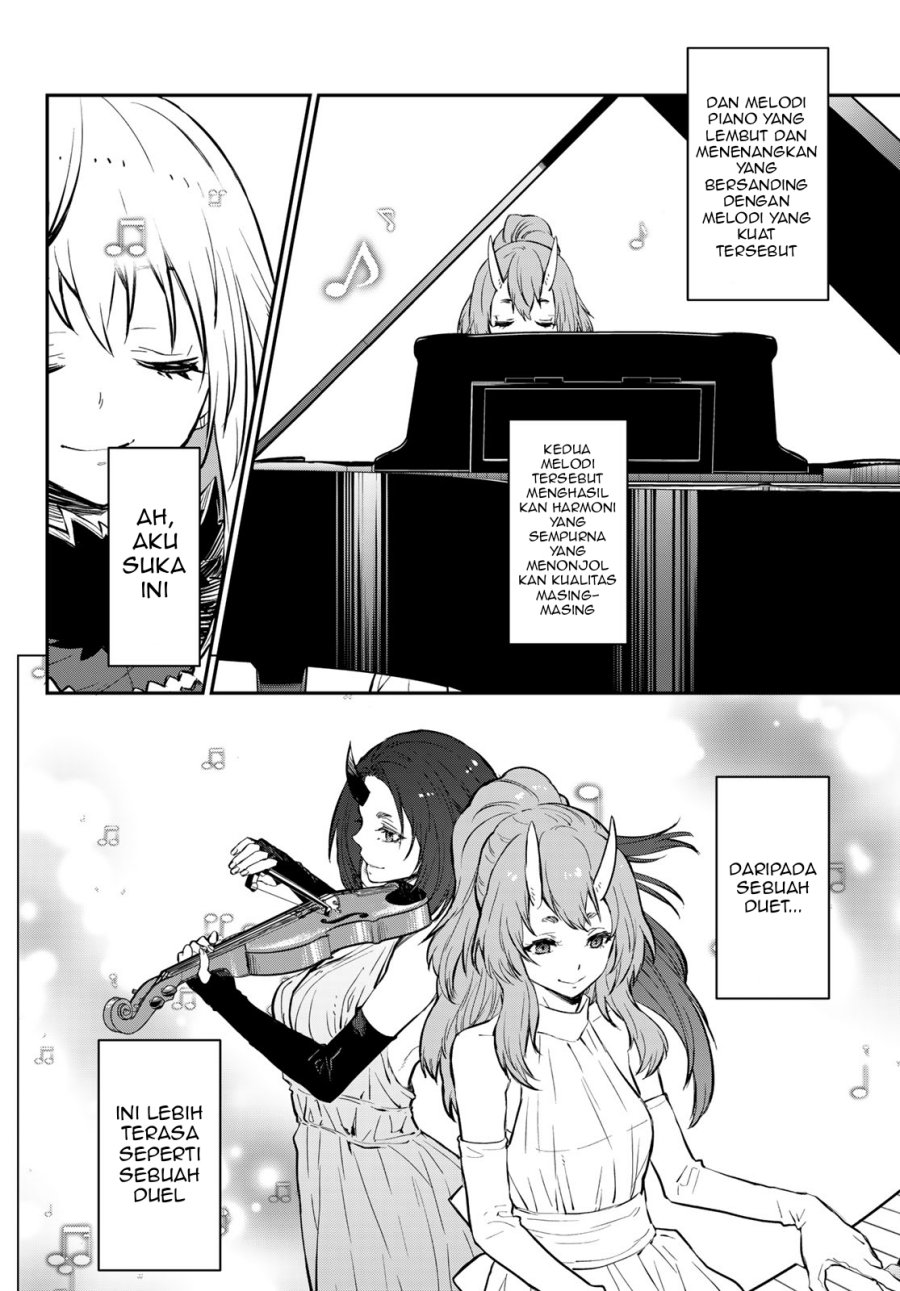 DAN MELODI
PIANO YANG
LEMBUT DAN
MENENANGKAN
YANG
BERSANDING
DENGAN
MELODI YANG
KUAT
TERSEBUT
KEDUA
MELODI
TERSEBUT
MENGHASIL
KAN HARMONI
YANG
SEMPURNA
YANG
MENONJOL
KAN KUALITAS
MASING-
MASING
AH,
AKU
SUKA
INI
DARIPADA
SEBUAH
DUET...
INI LEBIH
TERASA
SEPERTI
SEBUAH
DUEL